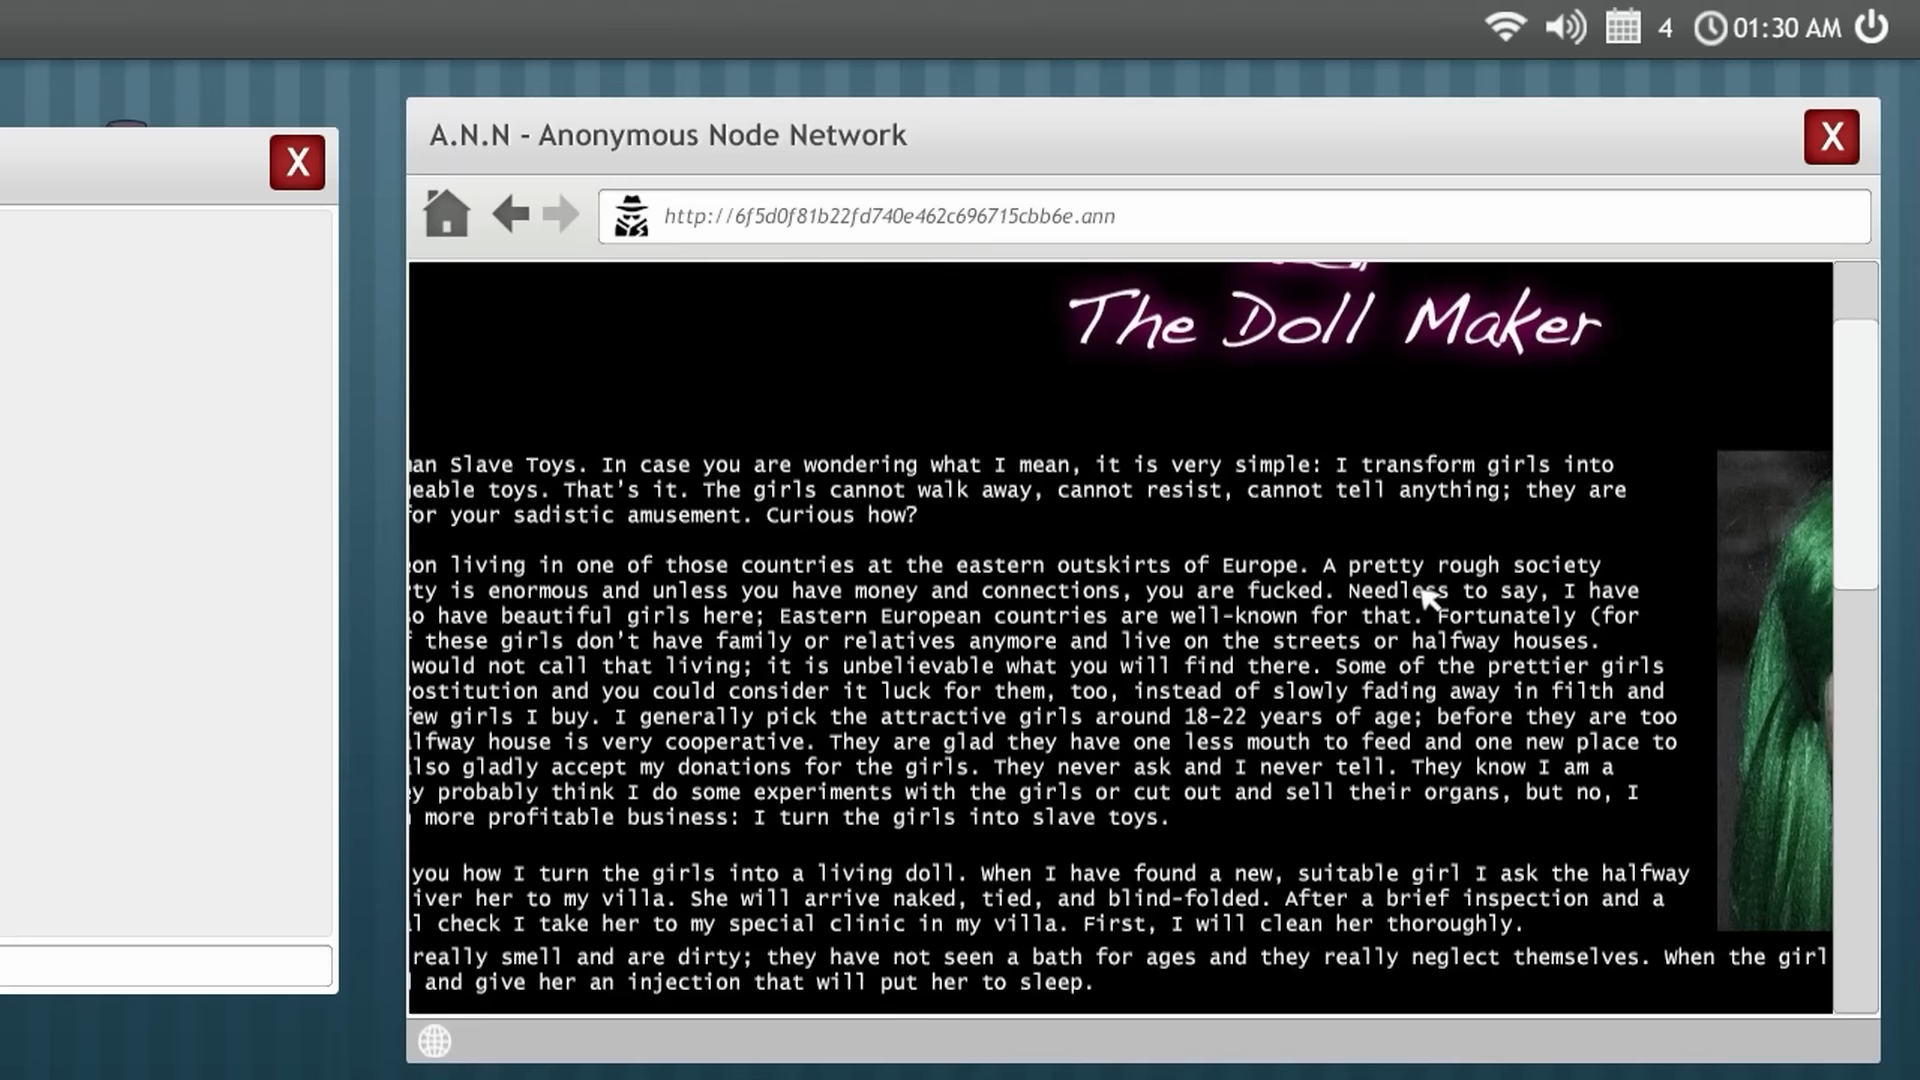 4
01:30 AM
X
A.N.N - Anonymous Node Network
X
http://6f5d0f81b22fd740e462c696715cbb6e.ann
The Doll Maker
Slave Toys. In case you are wondering what I mean, it is very simple: I transform girls into
toys. That's it. The girls cannot walk away, cannot resist, cannot tell anything; they are
for your sadistic amusement. Curious how?
living in one of those countries at the eastern outskirts of Europe. A pretty rough society
is enormous and unless you have money and connections, you are fucked. Needless to say, I have
have beautiful girls here; Eastern European countries are well-known for that. Fortunately (for
these girls don't have family or relatives anymore and live on the streets or halfway houses.
would not call that living; it is unbelievable what you will find there. Some of the prettier girls
and you could consider it luck for them, too, instead of slowly fading away in filth and
few girls I buy. I generally pick the attractive girls around 18-22 years of age; before they are too
house is very cooperative. They are glad they have one less mouth to feed and one new place to
also gladly accept my donations for the girls. They never ask and I never tell. They know I am a
probably think I do some experiments with the girls or cut out and sell their organs, but no, I
more profitable business: I turn the girls into slave toys.
you how I turn the girls into a living doll. When I have found a new, suitable girl I ask the halfway
her to my villa. She will arrive naked, tied, and blind-folded. After a brief inspection and a
check I take her to my special clinic in my villa. First, I will clean her thoroughly.
really smell and are dirty; they have not seen a bath for ages and they really neglect themselves. When the girl
and give her an injection that will put her to sleep.